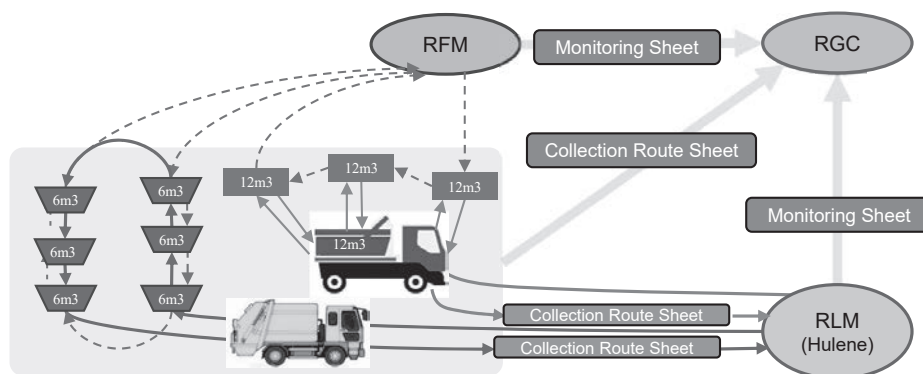 RFM
Monitoring Sheet
RGC
Collection Route Sheet
12m3
12m3
12m3
6m3
6m3
12m3
6m3
6m3
Monitoring Sheet
6m3
6m3
Collection Route Sheet
Collection Route Sheet
RLM
(Hulene)